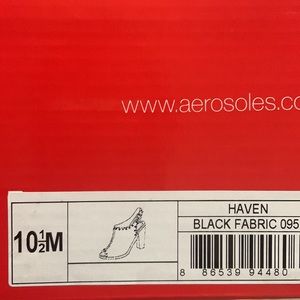 www.aerosoles.co
10½M
HAVEN
BLACK FABRIC 095
8 86539 94480